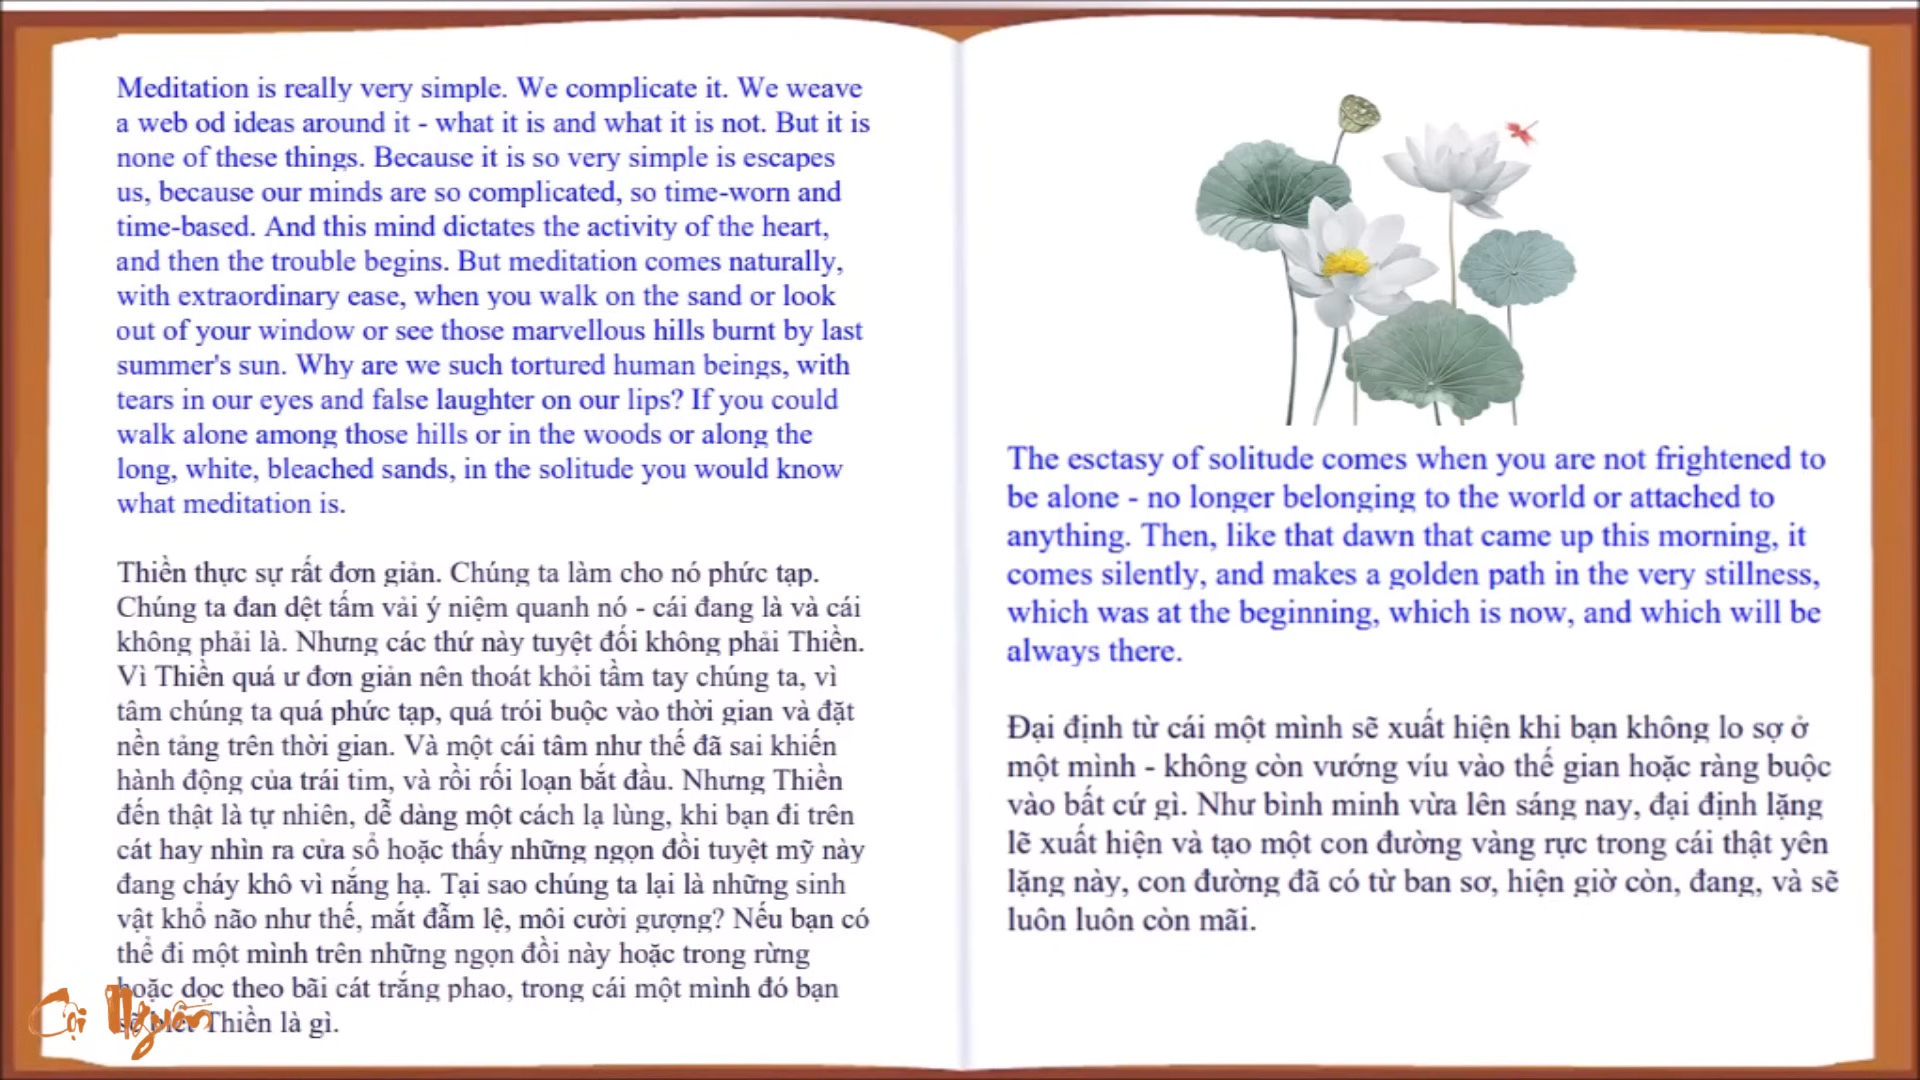 Meditation is really very simple. We complicate it. We weave
a web od ideas around it - what it is and what it is not. But it is
none of these things. Because it is so very simple is escapes
us, because our minds are so complicated, so time-worn and
time-based. And this mind dictates the activity of the heart,
and then the trouble begins. But meditation comes naturally,
with extraordinary ease, when you walk on the sand or look
out of your window or see those marvellous hills burnt by last
summer's sun. Why are we such tortured human beings, with
tears in our eyes and false laughter on our lips? If you could
walk alone among those hills or in the woods or along the
long, white, bleached sands, in the solitude you would know
what meditation is.
Thiền thực sự rất đơn giản. Chúng ta làm cho nó phức tạp.
Chúng ta đan dệt tấm vải ý niệm quanh nó - cái đang là và cái
không phải là. Nhưng các thứ này tuyệt đối không phải Thiền.
Vì Thiền quá ư đơn giản nên thoát khỏi tầm tay chúng ta, vì
tâm chúng ta quá phức tạp, quá trói buộc vào thời gian và đặt
nền tảng trên thời gian. Và một cái tâm như thế đã sai khiến
hành động của trái tim, và rồi rối loạn bắt đầu. Nhưng Thiền
đến thật là tự nhiên, dễ dàng một cách lạ lùng, khi bạn đi trên
cát hay nhìn ra cửa sổ hoặc thấy những ngọn đồi tuyệt mỹ này
đang cháy khô vì nắng hạ. Tại sao chúng ta lại là những sinh
vật khổ não như thế, mắt đẫm lệ, môi cười gượng? Nếu bạn có
thể đi một mình trên những ngọn đồi này hoặc trong rừng
hoặc dọc theo bãi cát trắng phao, trong cái một mình đó bạn
sẽ biết Thiền là gì.
Cội Nguồn
The esctasy of solitude comes when you are not frightened to
be alone - no longer belonging to the world or attached to
anything. Then, like that dawn that came up this morning, it
comes silently, and makes a golden path in the very stillness,
which was at the beginning, which is now, and which will be
always there.
Đại định từ cái một mình sẽ xuất hiện khi bạn không lo sợ ở
một mình - không còn vướng víu vào thế gian hoặc ràng buộc
vào bất cứ gì. Như bình minh vừa lên sáng nay, đại định lặng
lẽ xuất hiện và tạo một con đường vàng rực trong cái thật yên
lặng này, con đường đã có từ ban sơ, hiện giờ còn, đang, và sẽ
luôn luôn còn mãi.